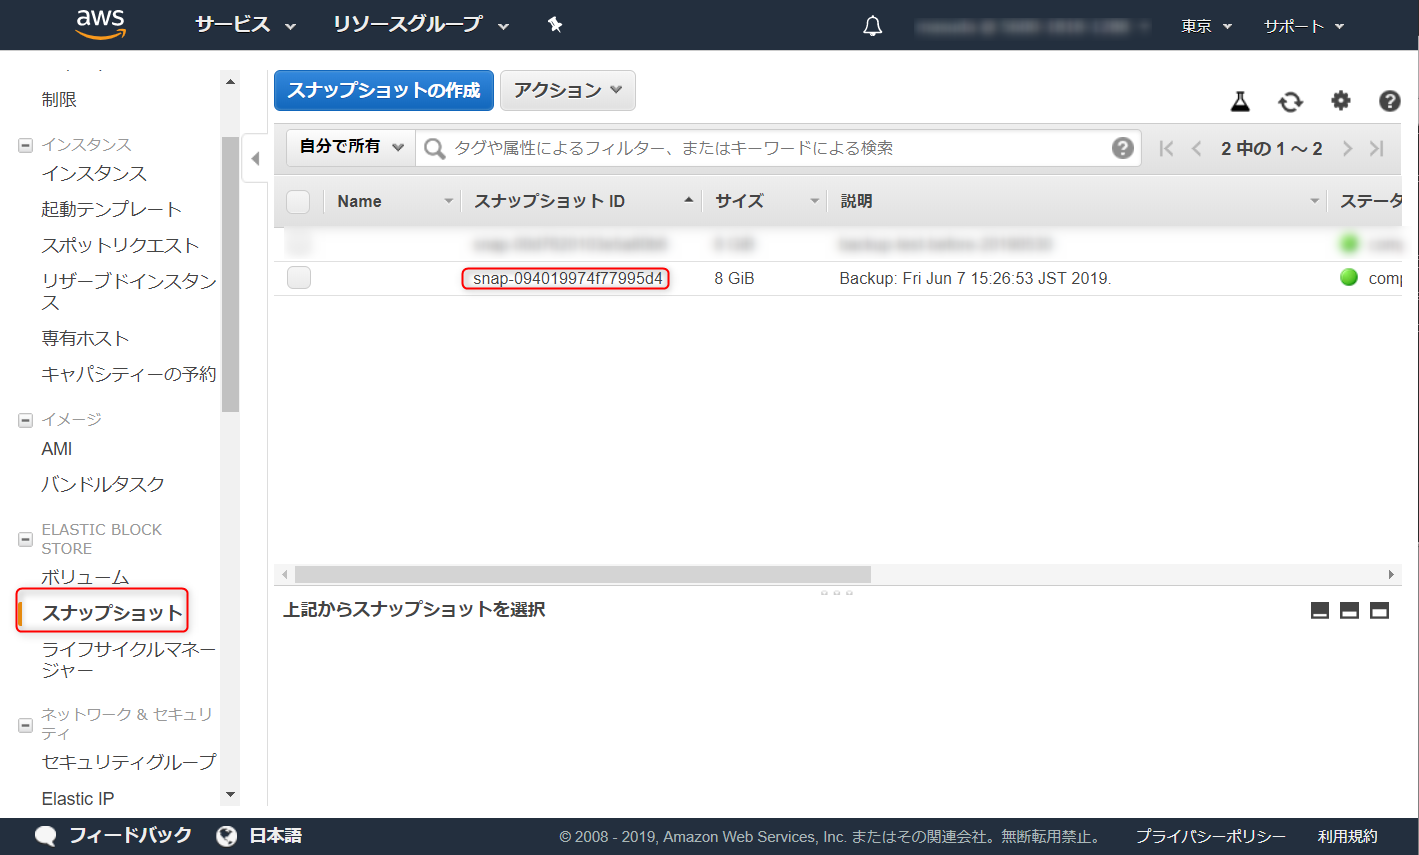 aws
サービス
リソースグループ
東京
サポート
制限
インスタンス
インスタンス
起動テンプレート
スポットリクエスト
リザーブドインスタン
ス
専有ホスト
キャパシティーの予約
イメージ
AMI
バンドルタスク
ELASTIC BLOCK
STORE
ボリューム
スナップショット
ライフサイクルマネー
ジャー
ネットワーク & セキュリ
ティ
セキュリティグループ
Elastic IP
スナップショットの作成
アクション
自分で所有
タグや属性によるフィルター、またはキーワードによる検索
2 中の 1 ～ 2
Name
スナップショット ID
サイズ
説明
ステータ
snap-094019974f77995d4
8 GiB
Backup: Fri Jun 7 15:26:53 JST 2019.
comp
上記からスナップショットを選択
フィードバック
日本語
© 2008 - 2019, Amazon Web Services, Inc. またはその関連会社。無断転用禁止。
プライバシーポリシー
利用規約